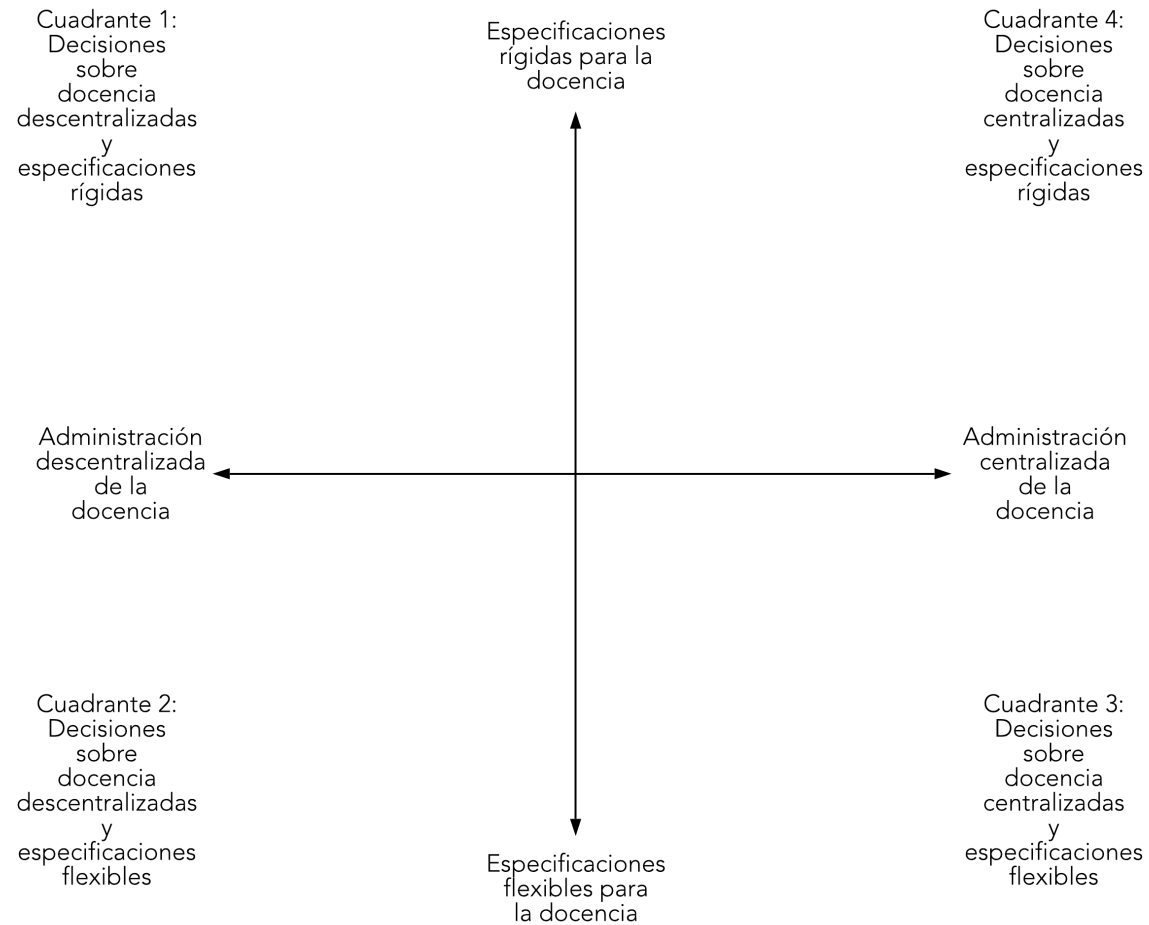 Cuadrante 1:
Decisiones
sobre
docencia
descentralizadas
y
especificaciones
rígidas
Especificaciones
rígidas para la
docencia
Cuadrante 4:
Decisiones
sobre
docencia
centralizadas
y
especificaciones
rígidas
Administración
descentralizada
de la
docencia
Administración
centralizada
de la
docencia
Cuadrante 2:
Decisiones
sobre
docencia
descentralizadas
y
especificaciones
flexibles
Especificaciones
flexibles para
la docencia
Cuadrante 3:
Decisiones
sobre
docencia
centralizadas
y
especificaciones
flexibles